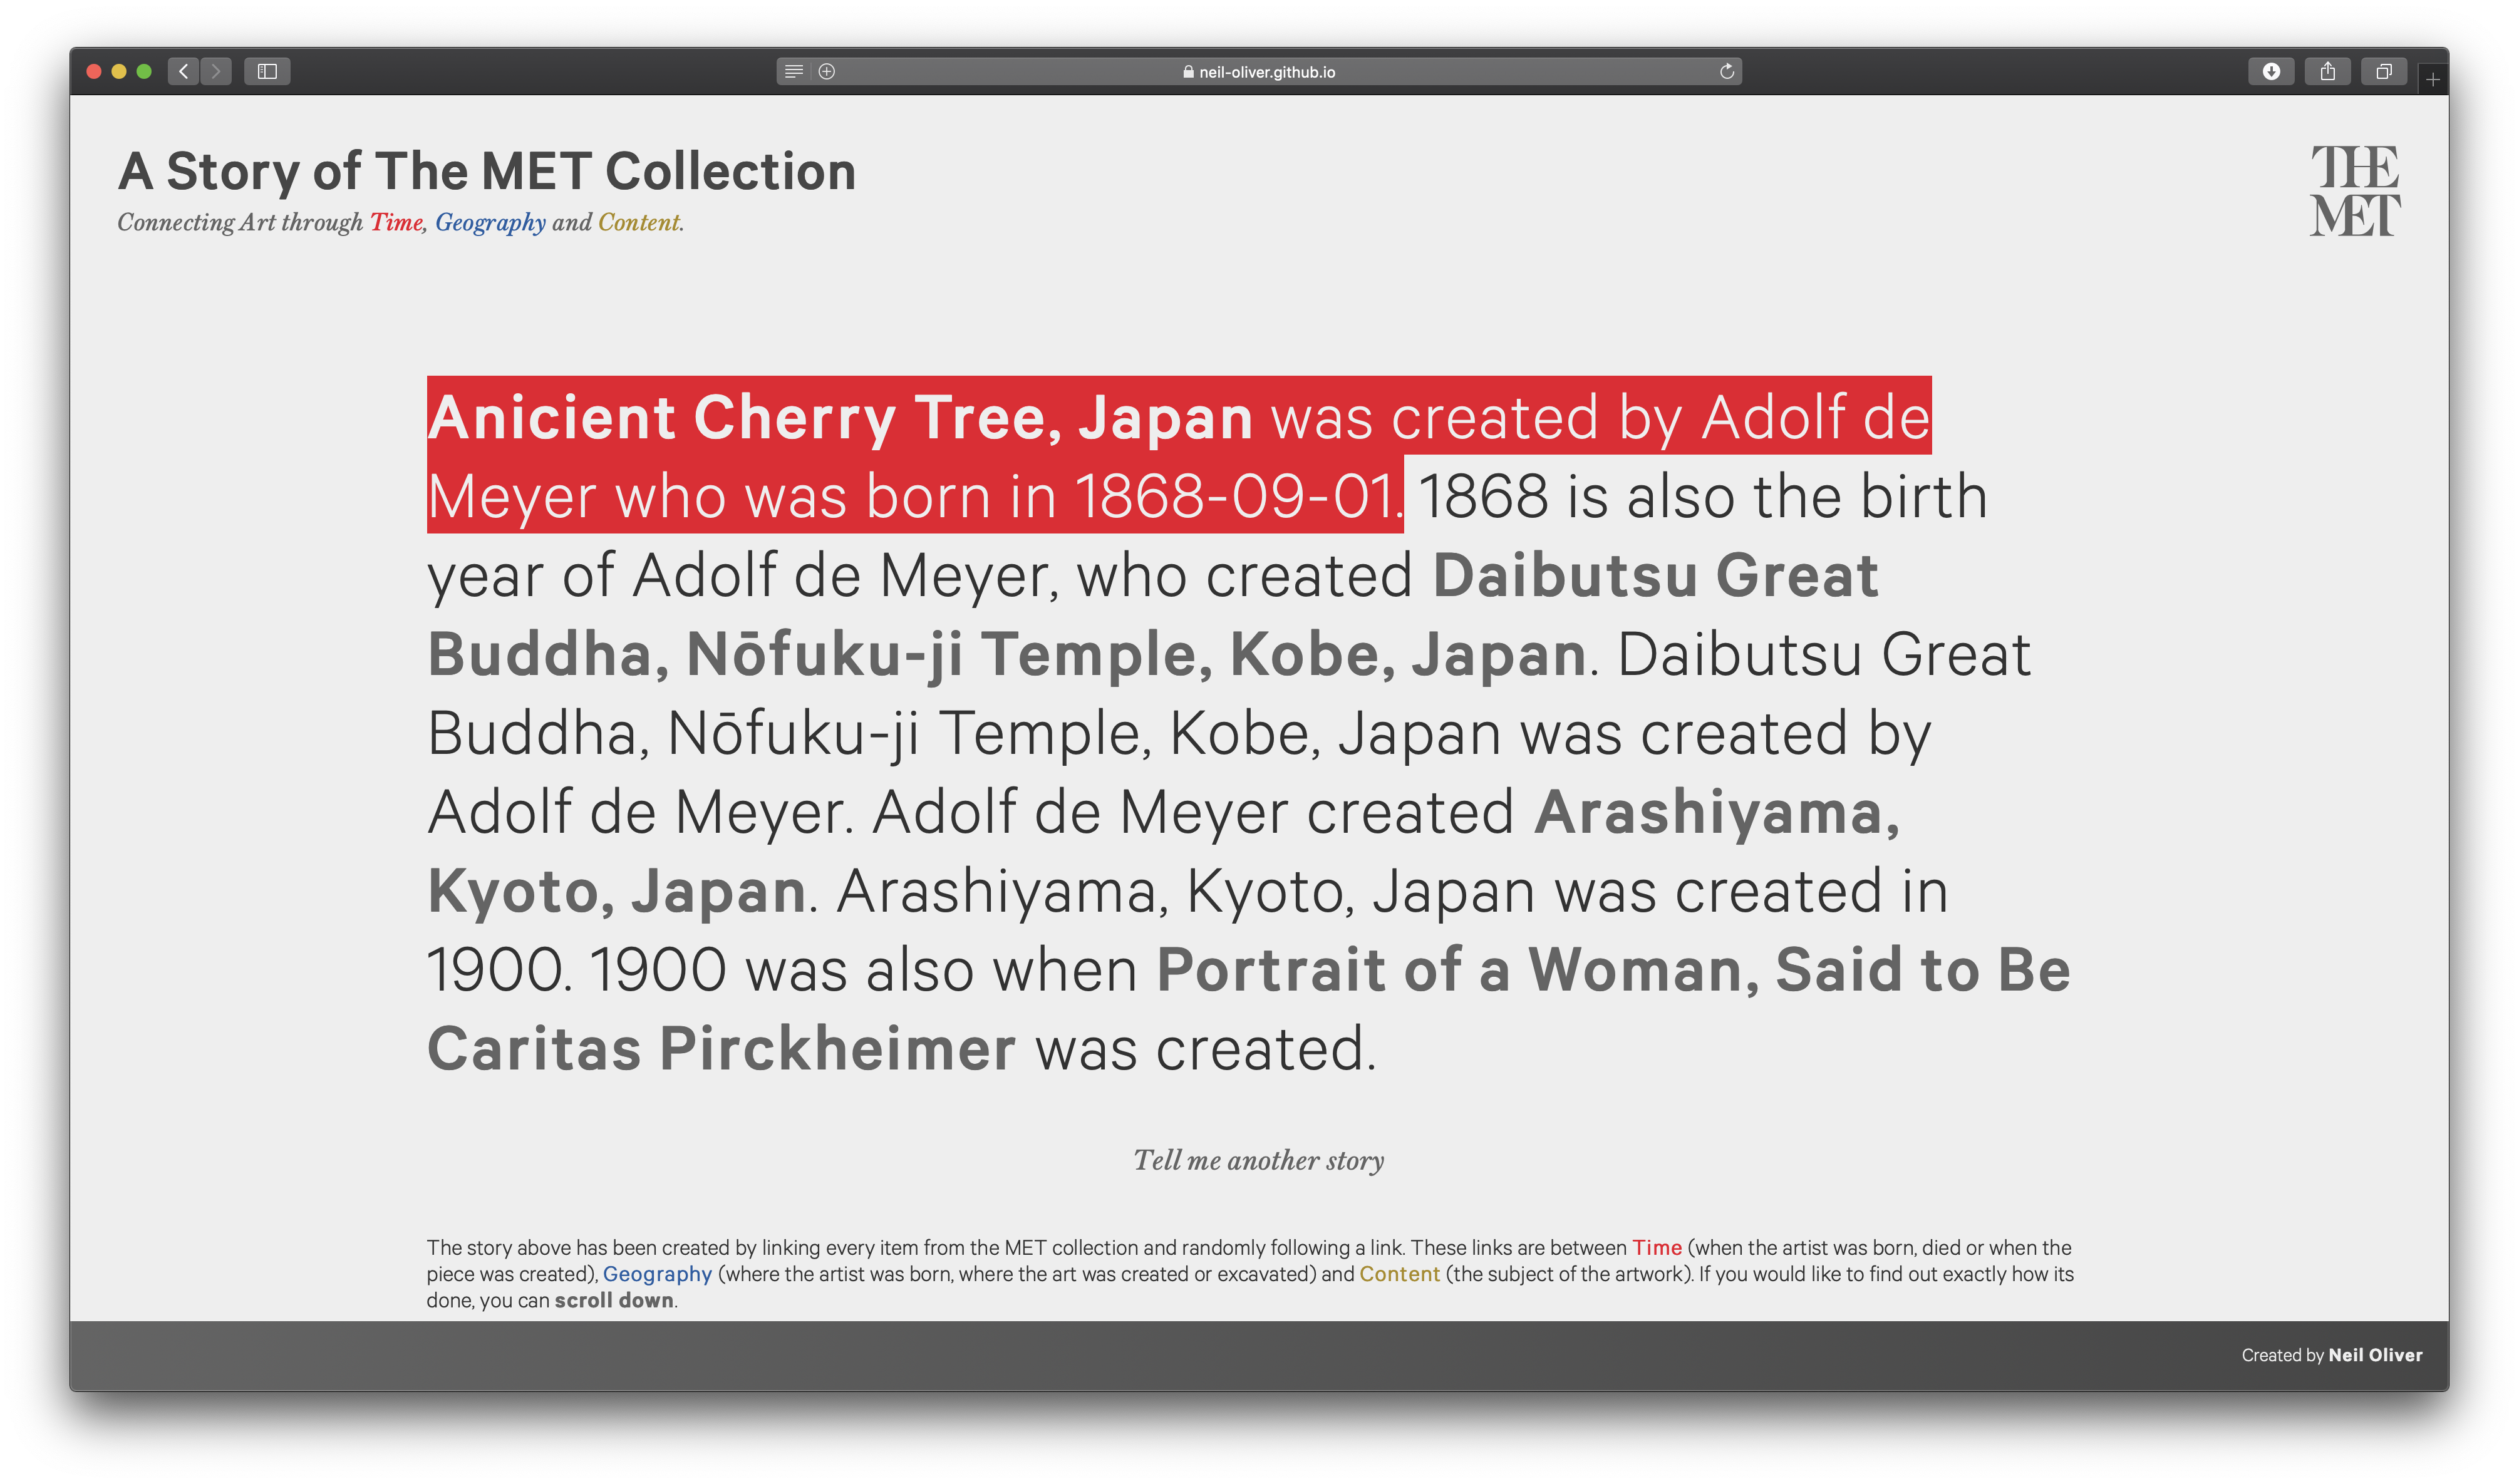 neil-oliver.github.io
A Story of The MET Collection
Connecting Art through Time, Geography and Content.
THE
MET
Anicient Cherry Tree, Japan was created by Adolf de
Meyer who was born in 1868-09-01. 1868 is also the birth
year of Adolf de Meyer, who created Daibutsu Great
Buddha, Nōfuku-ji Temple, Kobe, Japan. Daibutsu Great
Buddha, Nōfuku-ji Temple, Kobe, Japan was created by
Adolf de Meyer. Adolf de Meyer created Arashiyama,
Kyoto, Japan. Arashiyama, Kyoto, Japan was created in
1900. 1900 was also when Portrait of a Woman, Said to Be
Caritas Pirckheimer was created.
Tell me another story
The story above has been created by linking every item from the MET collection and randomly following a link. These links are between Time (when the artist was born, died or when the
piece was created), Geography (where the artist was born, where the art was created or excavated) and Content (the subject of the artwork). If you would like to find out exactly how its
done, you can scroll down.
Created by Neil Oliver